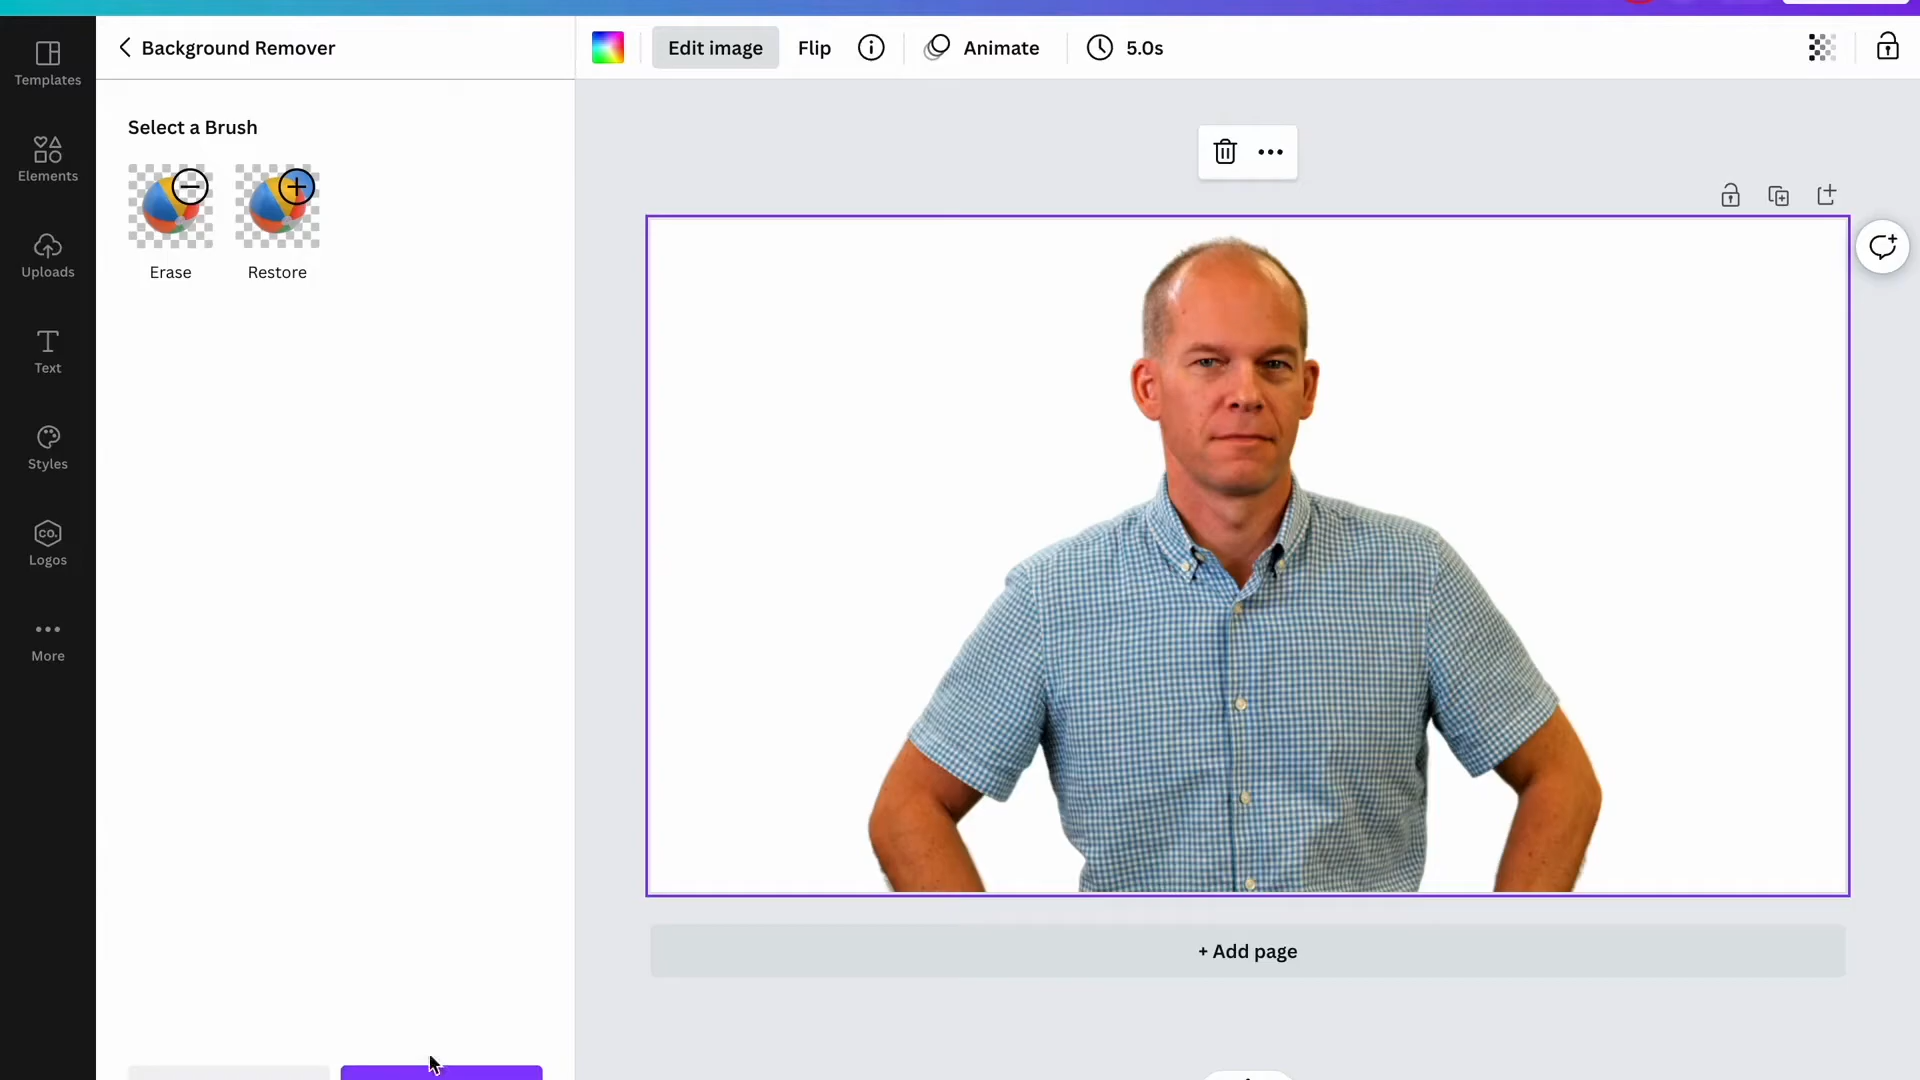 Background Remover
Edit image
Flip
Animate
5.0s
Templates
Elements
Uploads
Text
Styles
CO.
Logos
More
Select a Brush
Erase
Restore
+ Add page